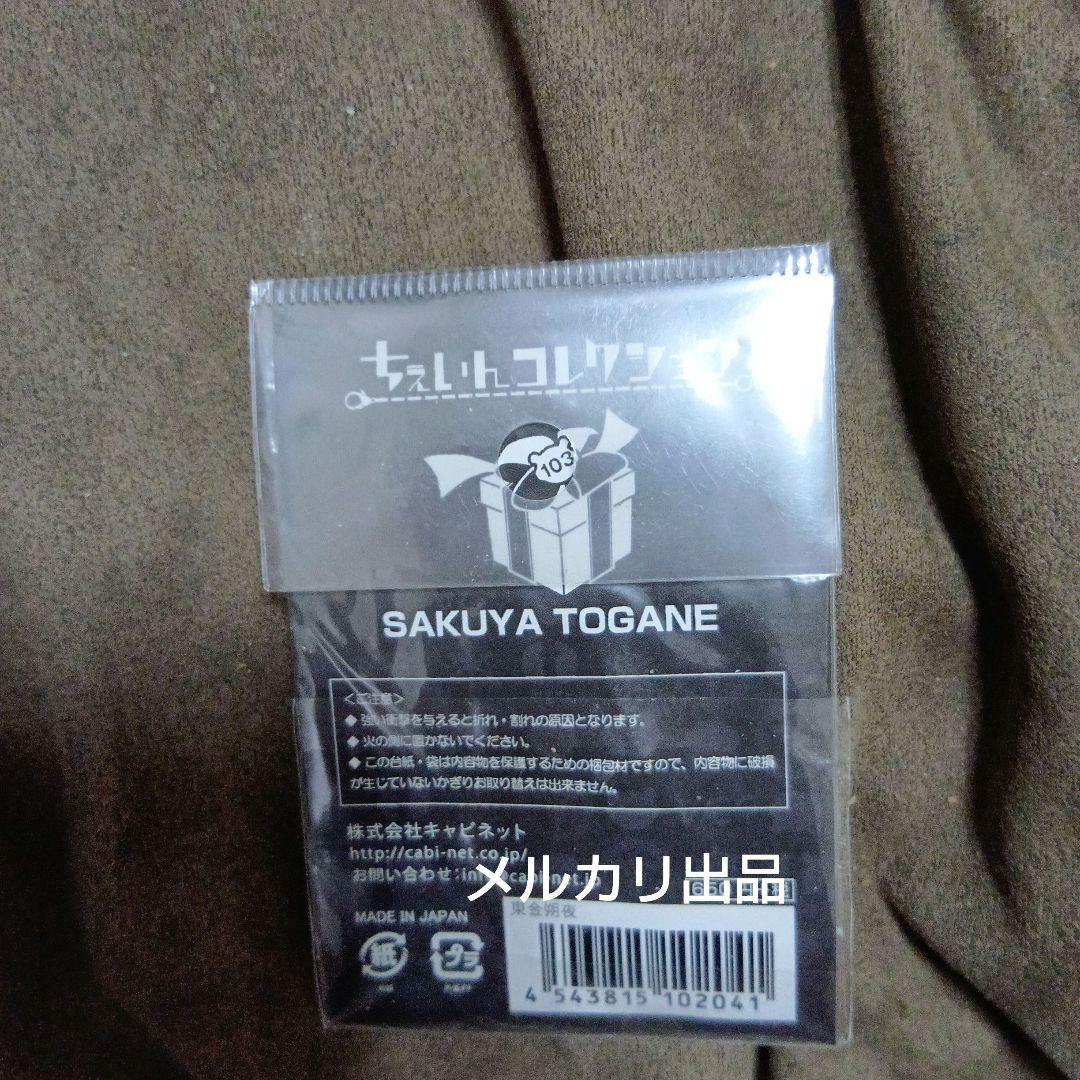 ちぇいんコレクション
103
SAKUYA TOGANE
<ご注意>
◆強い衝撃を与えると折れ・割れの原因となります。
◆火の側に置かないでください。
◆この台紙・袋は内容物を保護するための梱包材ですので、内容物に破損
が生じていないかぎりお取り替えは出来ません。
株式会社キャビネット
http://cabi-net.co.jp/
お問い合わせ:info@cabi-net.jp
メルカリ出品
MADE IN JAPAN
東金朔夜
紙
プラ
4 543815 102041